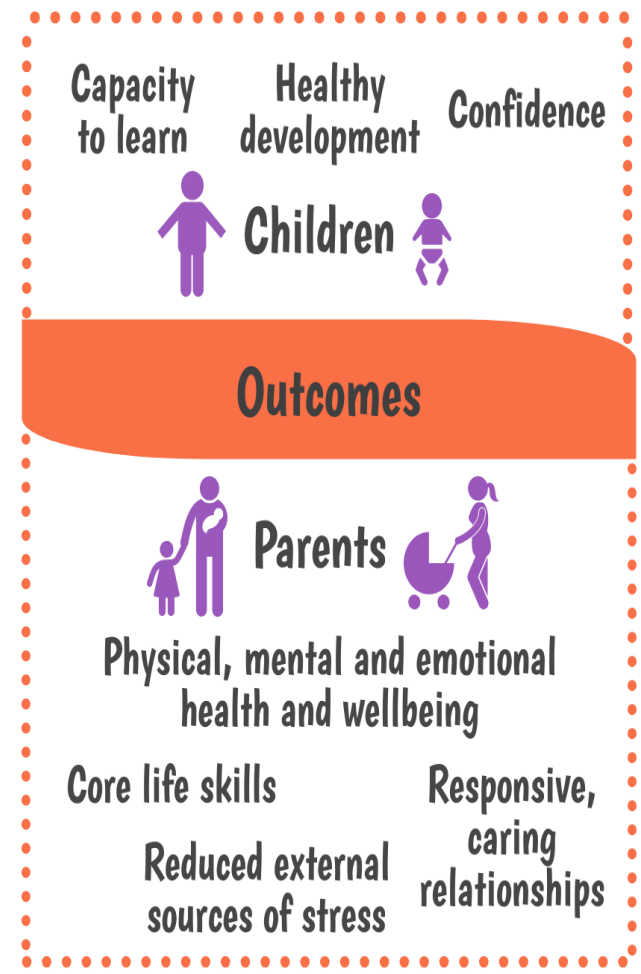 Capacity
to learn
Healthy
development
Confidence
Children
Outcomes
Parents
Physical, mental and emotional
health and wellbeing
Core life skills
Responsive,
caring
relationships
Reduced external
sources of stress